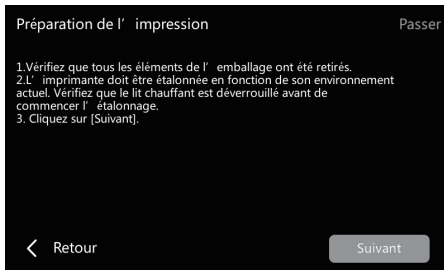 Préparation de l’ impression
Passer
1.Vérifiez que tous les éléments de l’ emballage ont été retirés.
2.L’ imprimante doit être étalonnée en fonction de son environnement
actuel. Vérifiez que le lit chauffant est déverrouillé avant de
commencer l’ étalonnage.
3. Cliquez sur [Suivant].
Retour
Suivant